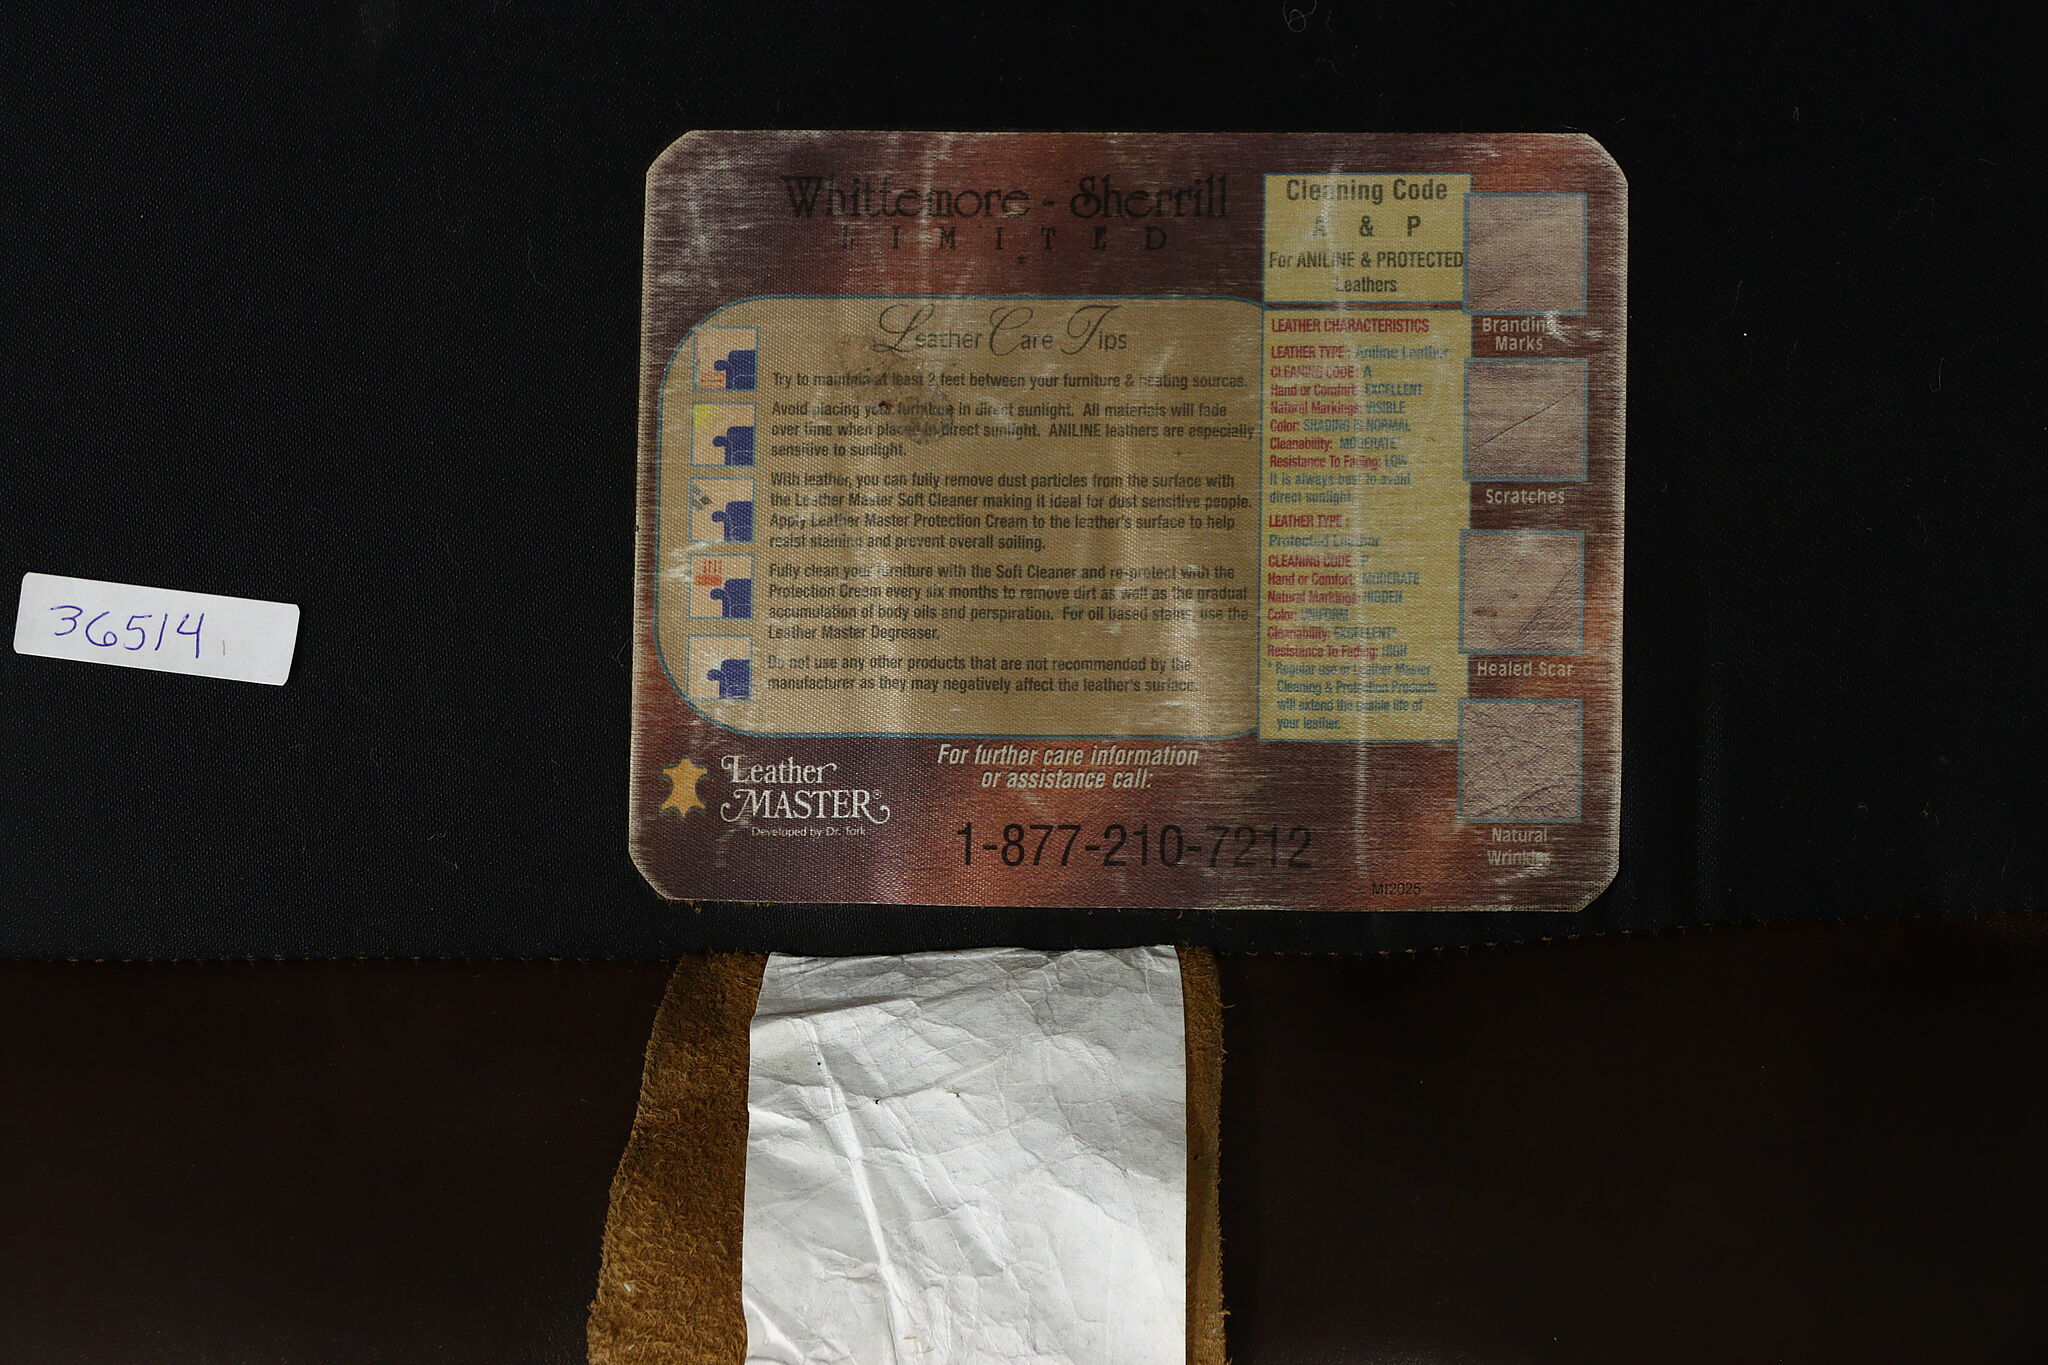 36514
Whittemore - Sherrill
LIMITED
Leather Care Tips
Try to maintain at least 2 feet between your furniture & heating sources.
Avoid placing your furniture in direct sunlight. All materials will fade
over time when placed in direct sunlight. ANILINE leathers are especially
sensitive to sunlight.
With leather, you can fully remove dust particles from the surface with
the Leather Master Soft Cleaner making it ideal for dust sensitive people.
Apply Leather Master Protection Cream to the leather's surface to help
resist staining and prevent overall soiling.
Fully clean your furniture with the Soft Cleaner and re-protect with the
Protection Cream every six months to remove dirt as well as the gradual
accumulation of body oils and perspiration. For oil based stains, use the
Leather Master Degreaser.
Do not use any other products that are not recommended by the
manufacturer as they may negatively affect the leather's surface.
Cleaning Code
A & P
For ANILINE & PROTECTED
Leathers
LEATHER CHARACTERISTICS
LEATHER TYPE : Aniline Leather
CLEANING CODE : A
Hand or Comfort: EXCELLENT
Natural Markings: VISIBLE
Color: SHADING IS NORMAL
Cleanability: MODERATE*
Resistance To Fading: LOW
It is always best to avoid
direct sunlight.
LEATHER TYPE :
Protected Leather
CLEANING CODE : P
Hand or Comfort: MODERATE
Natural Markings: HIDDEN
Color: UNIFORM
Cleanability: EXCELLENT*
Resistance To Fading: HIGH
* Regular use of Leather Master
Cleaning & Protection Products
will extend the usable life of
your leather.
Branding
Marks
Scratches
Healed Scar
Natural
Wrinkles
Leather
MASTER®
Developed by Dr. Tork
For further care information
or assistance call:
1-877-210-7212
MI2025